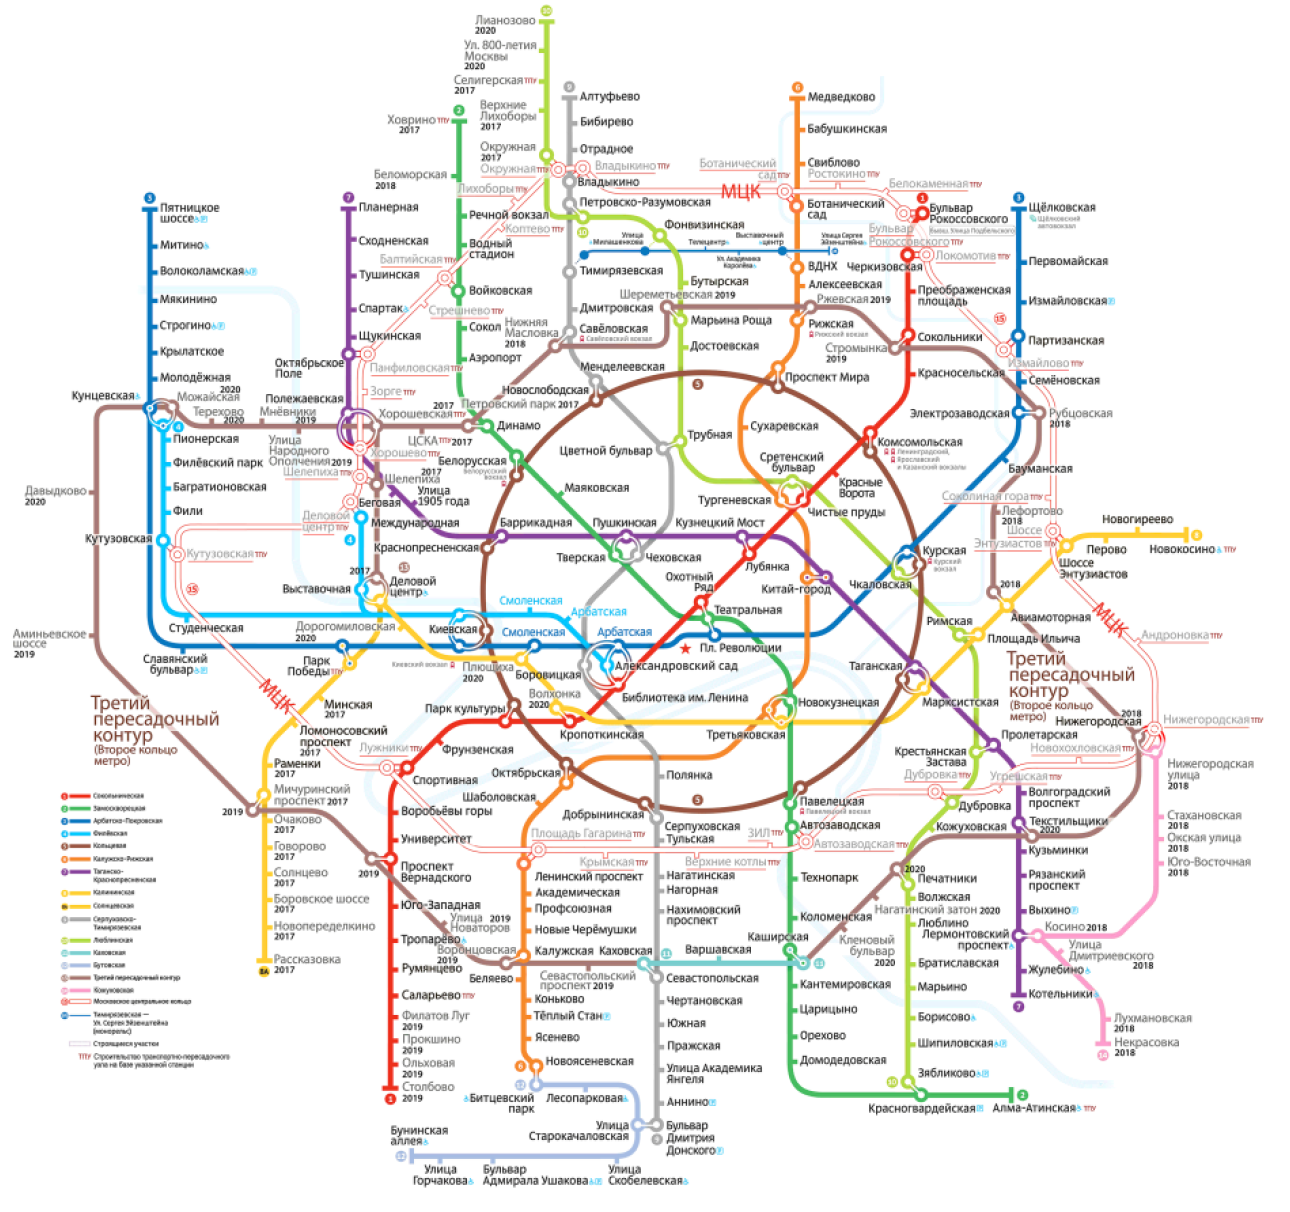 Лианозово
2020
Ул. 800-летия
Москвы
2020
Селигерская ТПУ
2017
Верхние
Лихоборы
2017
Окружная
2017
Окружная ТПУ
Ховрино ТПУ
2017
Беломорская
2018
Речной вокзал
Водный
стадион
Войковская
Сокол
Аэропорт
Лихоборы ТПУ
Коптево ТПУ
Балтийская ТПУ
Стрешнево ТПУ
Панфиловская ТПУ
Зорге ТПУ
9
Алтуфьево
Бибирево
Отрадное
Владыкино ТПУ
Владыкино
Петровско-Разумовская
Тимирязевская
Дмитровская
Савёловская
Савёловский вокзал
Менделеевская
Фонвизинская
Бутырская
Марьина Роща
Достоевская
Улица
Милашенкова
Телецентр
Ул. Академика
Королёва
Выставочный
центр
Улица Сергея
Эйзенштейна
6
Медведково
Бабушкинская
Свиблово
Ростокино ТПУ
Ботанический
сад ТПУ
МЦК
Ботанический
сад
ВДНХ
Алексеевская
Ржевская 2019
Рижская
Рижский вокзал
Шереметьевская 2019
Проспект Мира
Белокаменная ТПУ
1
Бульвар
Рокоссовского
бывш. Улица Подбельского
Бульвар
Рокоссовского ТПУ
Локомотив ТПУ
Черкизовская
Преображенская
площадь
Сокольники
Стромынка
2019
Красносельская
3
Щёлковская
Щёлковский
автовокзал
Первомайская
Измайловская
Партизанская
Измайлово ТПУ
Семёновская
Электрозаводская
Рубцовская
2018
Бауманская
3
Пятницкое
шоссе
Митино
Волоколамская
Мякинино
Строгино
Крылатское
Молодёжная
Кунцевская
Можайская
2020
Терехово
2020
Мнёвники
2019
Улица
Народного
Ополчения 2019
7
Планерная
Сходненская
Тушинская
Спартак
Щукинская
Октябрьское
Поле
Полежаевская
Хорошевская ТПУ
2017
Хорошево ТПУ
ЦСКА ТПУ
2017
Петровский парк 2017
2017
Нижняя
Масловка
2018
Динамо
Новослободская
Белорусская
Белорусский
вокзал
Шелепиха ТПУ
Шелепиха
Беговая
Улица
1905 года
Деловой
центр ТПУ
Международная
Краснопресненская
Баррикадная
Маяковская
Пушкинская
Тверская
Чеховская
Цветной бульвар
Трубная
Сухаревская
Сретенский
бульвар
Тургеневская
Чистые пруды
Комсомольская
Ленинградский,
Ярославский
и Казанский вокзалы
Красные
Ворота
Кузнецкий Мост
Лубянка
Китай-город
Охотный
Ряд
Театральная
Пл. Революции
Курская
Курский
вокзал
Чкаловская
Соколиная гора ТПУ
Лефортово
2018
Шоссе
Энтузиастов ТПУ
Новогиреево
Перово
Новокосино ТПУ
Шоссе
Энтузиастов
2018
Авиамоторная
МЦК
Андроновка ТПУ
Площадь Ильича
Римская
Таганская
Марксистская
Третий
пересадочный
контур
(Второе кольцо
метро)
2018
Нижегородская
Нижегородская ТПУ
Новохохловская ТПУ
Нижегородская
улица
2018
Стахановская
2018
Окская улица
2018
Юго-Восточная
2018
Пионерская
Филёвский парк
Багратионовская
Фили
Кутузовская
Кутузовская ТПУ
Давыдково
2020
Аминьевское
шоссе
2019
Студенческая
Славянский
бульвар
2017
Выставочная
Деловой
центр
Дорогомиловская
2020
Парк
Победы ТПУ
Минская
2017
Ломоносовский
проспект
2017
Раменки
2017
Мичуринский
проспект 2017
2019
Очаково
2017
Говорово
2017
Солнцево
2017
Боровское шоссе
2017
Новопеределкино
2017
Рассказовка
2017
8А
Киевская
Киевский вокзал
Смоленская
Арбатская
Смоленская
Арбатская
Александровский сад
Библиотека им. Ленина
Плющиха
2020
Боровицкая
Волхонка
2020
Парк культуры
Кропоткинская
Фрунзенская
Лужники ТПУ
Спортивная
Воробьёвы горы
Университет
Проспект
Вернадского
2019
Юго-Западная
Тропарёво
Румянцево
Саларьево ТПУ
Филатов Луг
2019
Прокшино
2019
Ольховая
2019
Столбово
2019
1
Улица 2019
Новаторов
Воронцовская
2019
Новокузнецкая
Третьяковская
Октябрьская
Шаболовская
Добрынинская
Полянка
Серпуховская
Тульская
Площадь Гагарина ТПУ
Крымская ТПУ
Верхние котлы ТПУ
ЗИЛ ТПУ
Автозаводская ТПУ
Ленинский проспект
Академическая
Профсоюзная
Новые Черёмушки
Калужская
Каховская
Беляево
Коньково
Тёплый Стан
Ясенево
Новоясеневская
Севастопольский
проспект 2019
Нагатинская
Нагорная
Нахимовский
проспект
Варшавская
Севастопольская
Чертановская
Южная
Пражская
Улица Академика
Янгеля
Аннино
Бульвар
Дмитрия
Донского
Битцевский
парк
Лесопарковая
Улица
Старокачаловская
Бунинская
аллея
Улица
Горчакова
Бульвар
Адмирала Ушакова
Улица
Скобелевская
Павелецкая
Павелецкий вокзал
Автозаводская
Технопарк
Коломенская
Каширская
Кленовый
бульвар
2020
Кантемировская
Царицыно
Орехово
Домодедовская
Красногвардейская
Алма-Атинская ТПУ
Крестьянская
Застава
Пролетарская
Дубровка ТПУ
Угрешская ТПУ
Дубровка
Кожуховская
Волгоградский
проспект
Текстильщики
2020
Кузьминки
Рязанский
проспект
Выхино
Лермонтовский
проспект
Жулебино
Котельники
7
2020
Печатники
Волжская
Нагатинский затон 2020
Люблино
Братиславская
Марьино
Борисово
Шипиловская
Зябликово
Косино 2018
Улица
Дмитриевского
2018
Лухмановская
2018
Некрасовка
2018
Третий
пересадочный
контур
(Второе кольцо
метро)
МЦК
Сокольническая
Замоскворецкая
Арбатско-Покровская
Филёвская
Кольцевая
Калужско-Рижская
Таганско-
Краснопресненская
Калининская
Солнцевская
Серпуховско-
Тимирязевская
Люблинская
Каховская
Бутовская
Третий пересадочный контур
Кожуховская
Московское центральное кольцо
Тимирязевская —
Ул. Сергея Эйзенштейна
(монорельс)
Строящиеся участки
ТПУ Строительство транспортно-пересадочного
узла на базе указанной станции